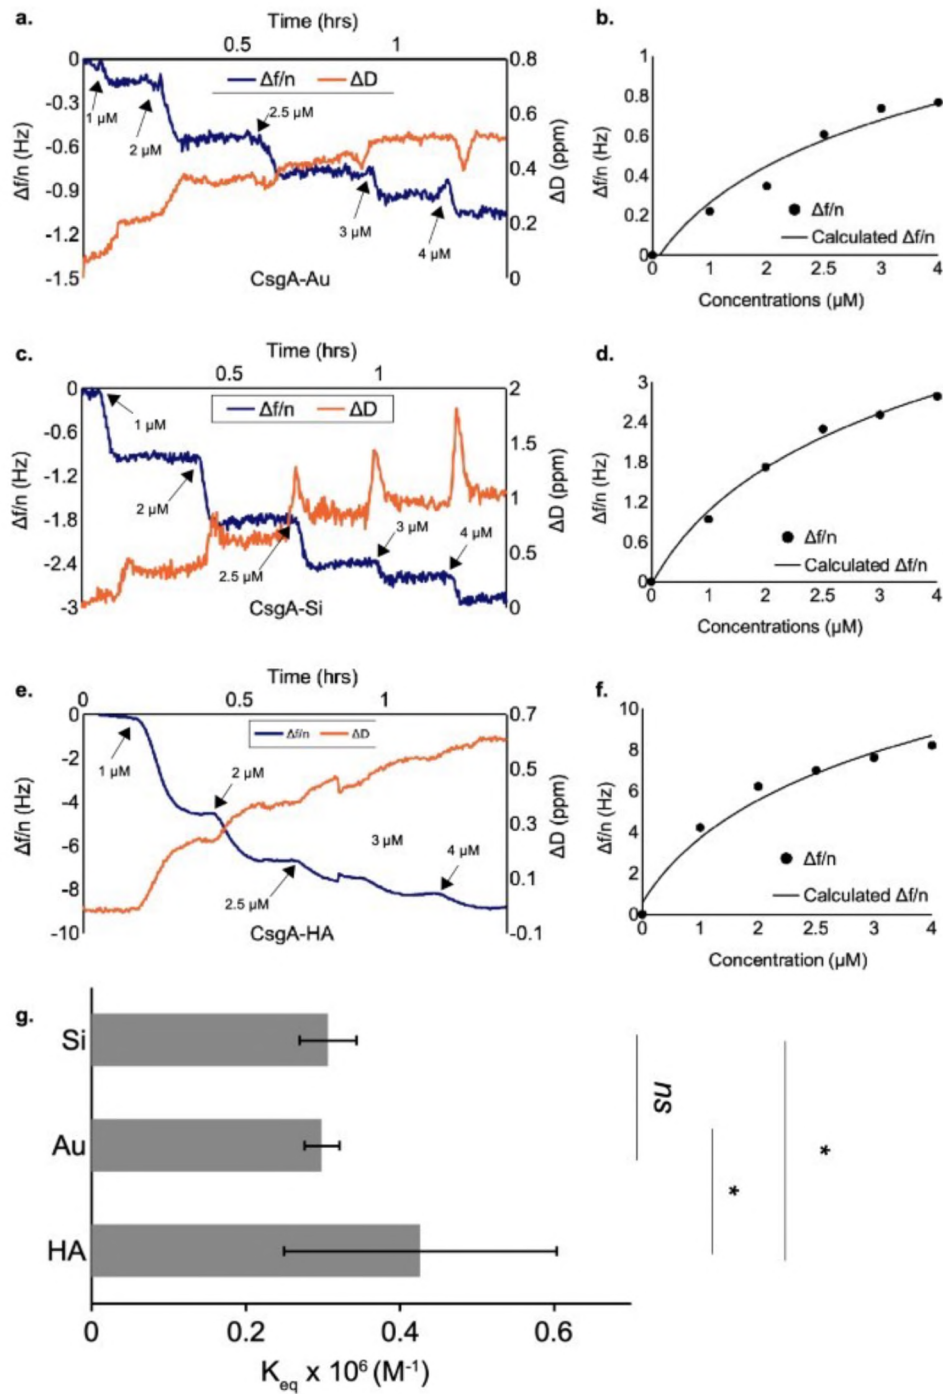 a.
Time (hrs)
0.5 1
0 0.8
Δf/n ΔD
-0.3 0.6
1 µM 2.5 µM
2 µM
Δf/n (Hz) -0.6 0.4 ΔD (ppm)
-0.9
3 µM 0.2
-1.2 4 µM
-1.5 CsgA-Au 0
b.
1
0.8
0.6
Δf/n (Hz)
0.4
0.2 Δf/n
0 Calculated Δf/n
0 1 2 2.5 3 4
Concentrations (µM)
c.
Time (hrs)
0.5 1
0 2
Δf/n ΔD
-0.6 1 µM 1.5
-1.2
Δf/n (Hz) 2 µM 1 ΔD (ppm)
-1.8 3 µM 4 µM
-2.4 2.5 µM 0.5
-3 CsgA-Si 0
d.
3
2.4
1.8
Δf/n (Hz)
1.2
0.6 Δf/n
0 Calculated Δf/n
0 1 2 2.5 3 4
Concentrations (µM)
e.
Time (hrs)
0 0.5 1
0 0.7
Δf/n ΔD
-2 1 µM 2 µM 0.5
-4
Δf/n (Hz) 0.3 ΔD (ppm)
-6 3 µM 4 µM
-8 2.5 µM 0.1
-10 CsgA-HA -0.1
f.
10
8
6
Δf/n (Hz)
4
2 Δf/n
0 Calculated Δf/n
0 1 2 2.5 3 4
Concentration (µM)
g.
Si
Au
HA
ns
*
*
0 0.2 0.4 0.6
Keq x 10⁶ (M⁻¹)